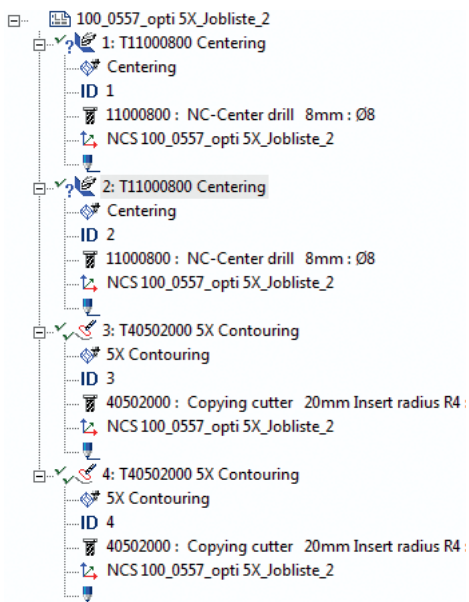 100_0557_opti 5X_Jobliste_2
1: T11000800 Centering
Centering
ID 1
11000800 : NC-Center drill 8mm : Ø8
NCS 100_0557_opti 5X_Jobliste_2
2: T11000800 Centering
Centering
ID 2
11000800 : NC-Center drill 8mm : Ø8
NCS 100_0557_opti 5X_Jobliste_2
3: T40502000 5X Contouring
5X Contouring
ID 3
40502000 : Copying cutter 20mm Insert radius R4 :
NCS 100_0557_opti 5X_Jobliste_2
4: T40502000 5X Contouring
5X Contouring
ID 4
40502000 : Copying cutter 20mm Insert radius R4 :
NCS 100_0557_opti 5X_Jobliste_2